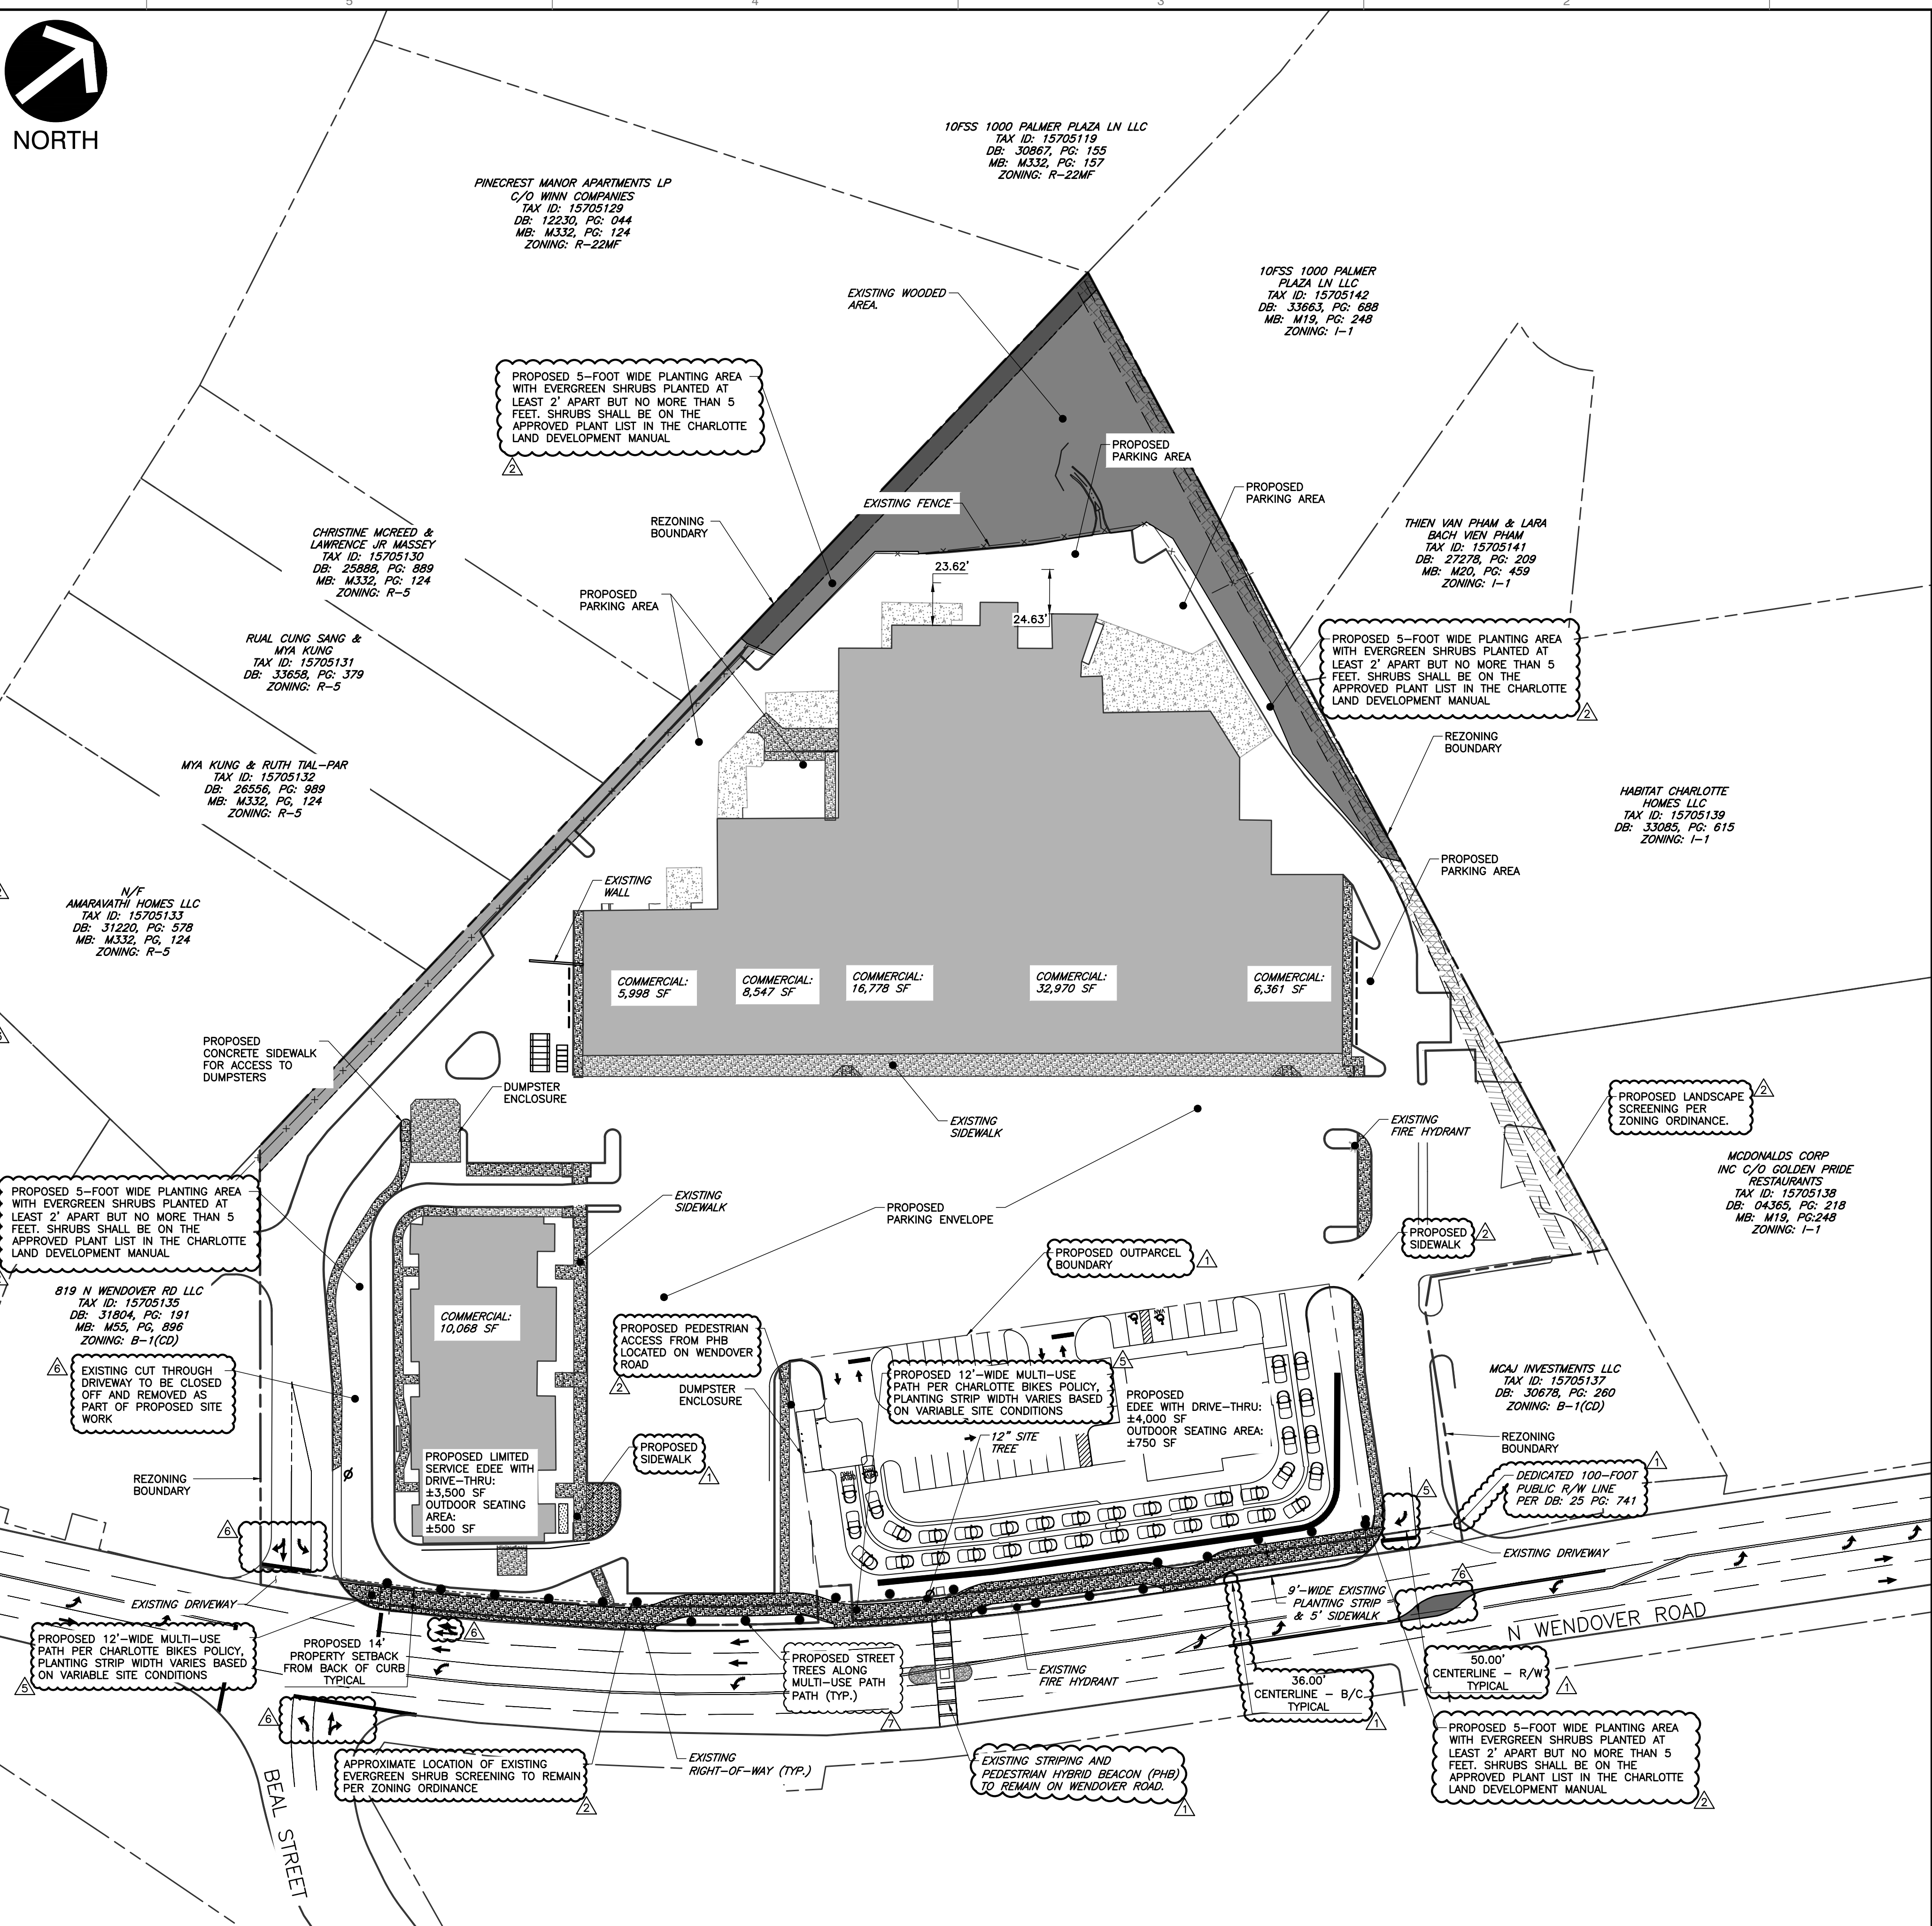 5
4
3
2
NORTH
10FSS 1000 PALMER PLAZA LN LLC
TAX ID: 15705119
DB: 30867, PG: 155
MB: M332, PG: 157
ZONING: R-22MF
PINECREST MANOR APARTMENTS LP
C/O WINN COMPANIES
TAX ID: 15705129
DB: 12230, PG: 044
MB: M332, PG: 124
ZONING: R-22MF
10FSS 1000 PALMER
PLAZA LN LLC
TAX ID: 15705142
DB: 33663, PG: 688
MB: M19, PG: 248
ZONING: I-1
EXISTING WOODED
AREA.
PROPOSED 5-FOOT WIDE PLANTING AREA
WITH EVERGREEN SHRUBS PLANTED AT
LEAST 2' APART BUT NO MORE THAN 5
FEET. SHRUBS SHALL BE ON THE
APPROVED PLANT LIST IN THE CHARLOTTE
LAND DEVELOPMENT MANUAL
2
PROPOSED
PARKING AREA
PROPOSED
PARKING AREA
EXISTING FENCE
REZONING
BOUNDARY
CHRISTINE MCREED &
LAWRENCE JR MASSEY
TAX ID: 15705130
DB: 25888, PG: 889
MB: M332, PG: 124
ZONING: R-5
THIEN VAN PHAM & LARA
BACH VIEN PHAM
TAX ID: 15705141
DB: 27278, PG: 209
MB: M20, PG: 459
ZONING: I-1
23.62'
24.63'
PROPOSED
PARKING AREA
RUAL CUNG SANG &
MYA KUNG
TAX ID: 15705131
DB: 33658, PG: 379
ZONING: R-5
PROPOSED 5-FOOT WIDE PLANTING AREA
WITH EVERGREEN SHRUBS PLANTED AT
LEAST 2' APART BUT NO MORE THAN 5
FEET. SHRUBS SHALL BE ON THE
APPROVED PLANT LIST IN THE CHARLOTTE
LAND DEVELOPMENT MANUAL
2
REZONING
BOUNDARY
MYA KUNG & RUTH TIAL-PAR
TAX ID: 15705132
DB: 26556, PG: 989
MB: M332, PG, 124
ZONING: R-5
HABITAT CHARLOTTE
HOMES LLC
TAX ID: 15705139
DB: 33085, PG: 615
ZONING: I-1
PROPOSED
PARKING AREA
EXISTING
WALL
N/F
AMARAVATHI HOMES LLC
TAX ID: 15705133
DB: 31220, PG: 578
MB: M332, PG, 124
ZONING: R-5
COMMERCIAL:
5,998 SF
COMMERCIAL:
8,547 SF
COMMERCIAL:
16,778 SF
COMMERCIAL:
32,970 SF
COMMERCIAL:
6,361 SF
PROPOSED
CONCRETE SIDEWALK
FOR ACCESS TO
DUMPSTERS
DUMPSTER
ENCLOSURE
EXISTING
SIDEWALK
EXISTING
FIRE HYDRANT
PROPOSED LANDSCAPE
SCREENING PER
ZONING ORDINANCE.
2
MCDONALDS CORP
INC C/O GOLDEN PRIDE
RESTAURANTS
TAX ID: 15705138
DB: 04365, PG: 218
MB: M19, PG:248
ZONING: I-1
PROPOSED 5-FOOT WIDE PLANTING AREA
WITH EVERGREEN SHRUBS PLANTED AT
LEAST 2' APART BUT NO MORE THAN 5
FEET. SHRUBS SHALL BE ON THE
APPROVED PLANT LIST IN THE CHARLOTTE
LAND DEVELOPMENT MANUAL
EXISTING
SIDEWALK
PROPOSED
PARKING ENVELOPE
PROPOSED
SIDEWALK
2
PROPOSED OUTPARCEL
BOUNDARY
1
819 N WENDOVER RD LLC
TAX ID: 15705135
DB: 31804, PG: 191
MB: M55, PG, 896
ZONING: B-1(CD)
COMMERCIAL:
10,068 SF
PROPOSED PEDESTRIAN
ACCESS FROM PHB
LOCATED ON WENDOVER
ROAD
2
6
EXISTING CUT THROUGH
DRIVEWAY TO BE CLOSED
OFF AND REMOVED AS
PART OF PROPOSED SITE
WORK
DUMPSTER
ENCLOSURE
PROPOSED 12'-WIDE MULTI-USE
PATH PER CHARLOTTE BIKES POLICY,
PLANTING STRIP WIDTH VARIES BASED
ON VARIABLE SITE CONDITIONS
5
PROPOSED
EDEE WITH DRIVE-THRU:
±4,000 SF
OUTDOOR SEATING AREA:
±750 SF
MCAJ INVESTMENTS LLC
TAX ID: 15705137
DB: 30678, PG: 260
ZONING: B-1(CD)
12" SITE
TREE
PROPOSED
SIDEWALK
1
PROPOSED LIMITED
SERVICE EDEE WITH
DRIVE-THRU:
±3,500 SF
OUTDOOR SEATING
AREA:
±500 SF
REZONING
BOUNDARY
REZONING
BOUNDARY
DEDICATED 100-FOOT
PUBLIC R/W LINE
PER DB: 25 PG: 741
1
5
6
EXISTING DRIVEWAY
EXISTING DRIVEWAY
9'-WIDE EXISTING
PLANTING STRIP
& 5' SIDEWALK
6
N WENDOVER ROAD
PROPOSED 12'-WIDE MULTI-USE
PATH PER CHARLOTTE BIKES POLICY,
PLANTING STRIP WIDTH VARIES BASED
ON VARIABLE SITE CONDITIONS
5
PROPOSED 14'
PROPERTY SETBACK
FROM BACK OF CURB
TYPICAL
6
PROPOSED STREET
TREES ALONG
MULTI-USE PATH
PATH (TYP.)
7
EXISTING
FIRE HYDRANT
36.00'
CENTERLINE - B/C
TYPICAL
1
50.00'
CENTERLINE - R/W
TYPICAL
1
6
APPROXIMATE LOCATION OF EXISTING
EVERGREEN SHRUB SCREENING TO REMAIN
PER ZONING ORDINANCE
2
EXISTING
RIGHT-OF-WAY (TYP.)
EXISTING STRIPING AND
PEDESTRIAN HYBRID BEACON (PHB)
TO REMAIN ON WENDOVER ROAD.
1
PROPOSED 5-FOOT WIDE PLANTING AREA
WITH EVERGREEN SHRUBS PLANTED AT
LEAST 2' APART BUT NO MORE THAN 5
FEET. SHRUBS SHALL BE ON THE
APPROVED PLANT LIST IN THE CHARLOTTE
LAND DEVELOPMENT MANUAL
2
BEAL STREET